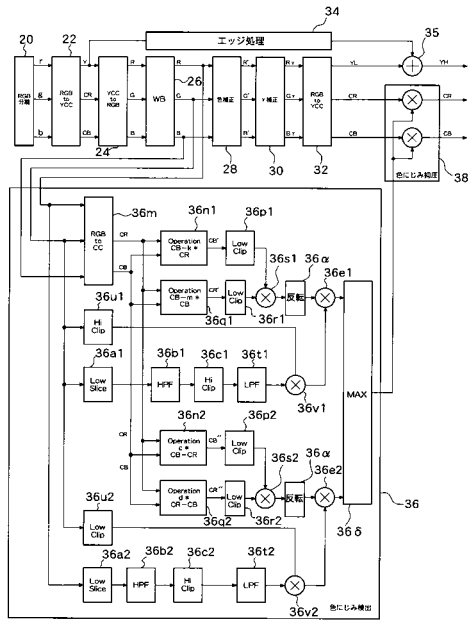 34
エッジ処理
35
20
22
26
r
Y
R
R
R'
Rγ
YL
YH
RGB
分離
RGB
to
YCC
YCC
to
RGB
WB
色補正
γ補正
RGB
to
YCC
g
CR
G
G
G'
Gγ
CR
CR
b
CB
B
B
B'
Bγ
CB
CB
24
28
30
32
色にじみ抑圧
38
36m
RGB
to
CC
CR
CB
36n1
Operation
CB-k*
CR
CB'
36p1
Low
Clip
36s1
36α
反転
36e1
Operation
CR-m*
CB
CR'
36q1
Low
Clip
36r1
36u1
Hi
Clip
36a1
Low
Slice
36b1
HPF
36c1
Hi
Clip
36t1
LPF
36v1
MAX
CR
CB
36n2
Operation
c*
CB-CR
CB''
36p2
Low
Clip
36s2
36α
反転
36e2
Operation
d*
CR-CB
CR''
36q2
Low
Clip
36r2
36δ
36
36u2
Low
Clip
36a2
Low
Slice
36b2
HPF
36c2
Hi
Clip
36t2
LPF
36v2
色にじみ検出